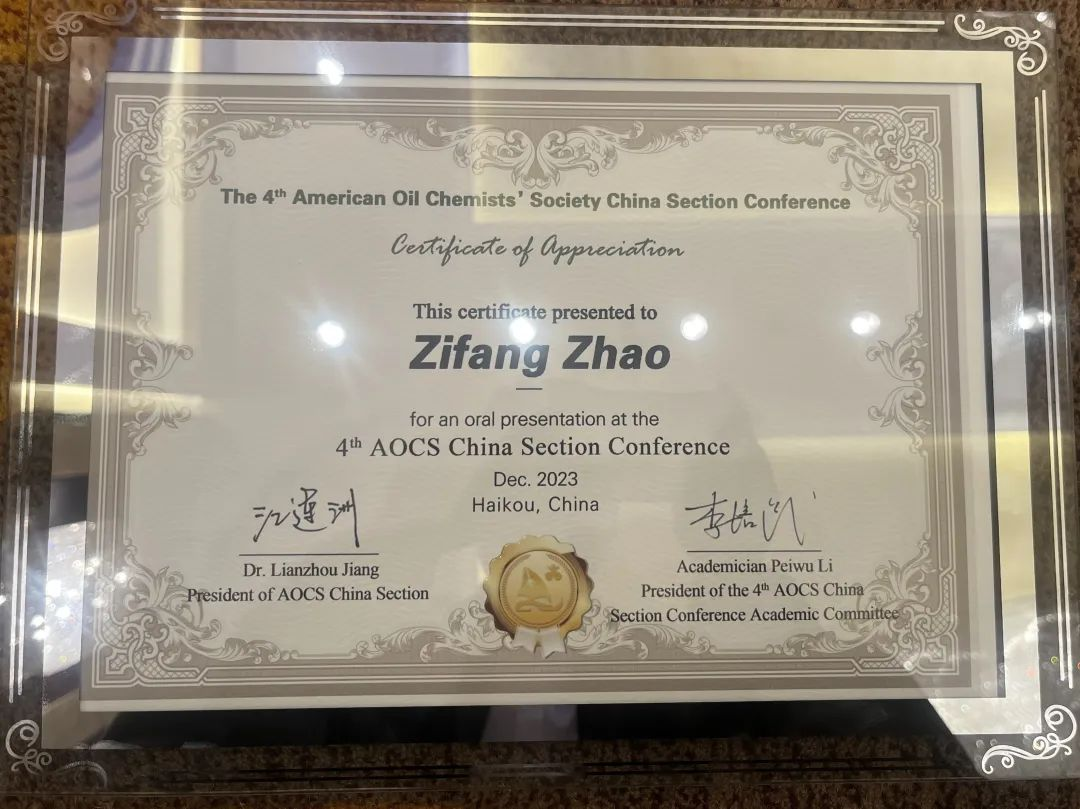 The 4th American Oil Chemists' Society China Section Conference
Certificate of Appreciation
This certificate presented to
Zifang Zhao
for an oral presentation at the
4th AOCS China Section Conference
Dec. 2023
Haikou, China
江连洲
李培武
Dr. Lianzhou Jiang
President of AOCS China Section
Academician Peiwu Li
President of the 4th AOCS China
Section Conference Academic Committee